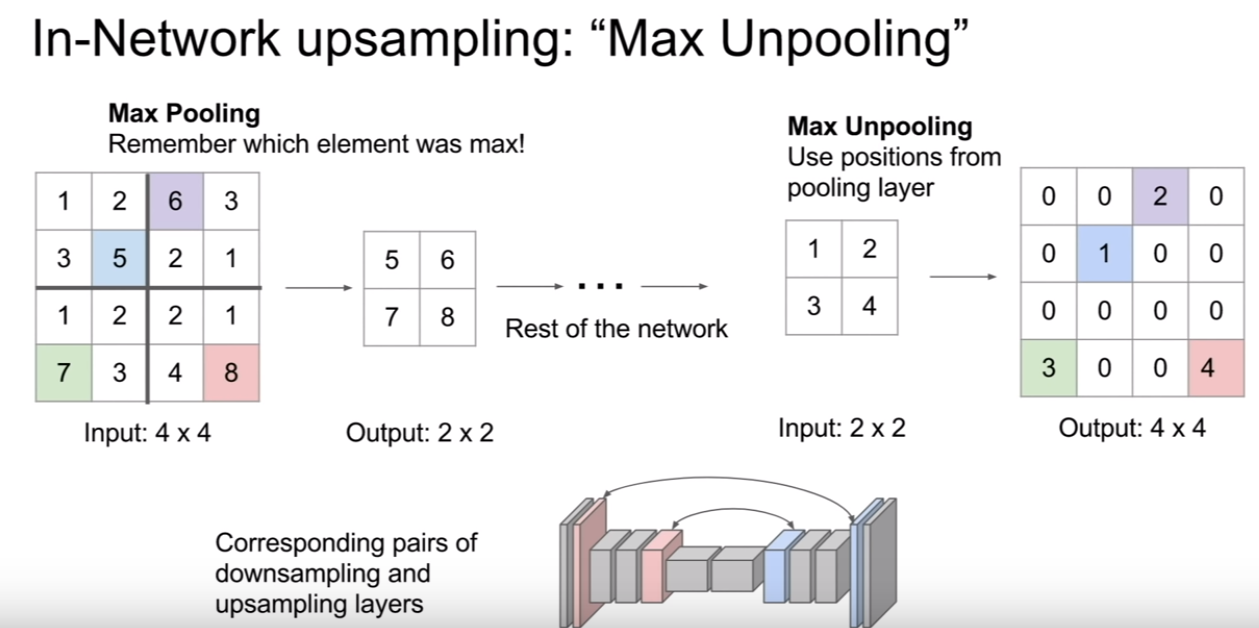 In-Network upsampling: “Max Unpooling”
Max Pooling
Remember which element was max!
1 2 6 3
3 5 2 1
1 2 2 1
7 3 4 8
Input: 4 x 4
5 6
7 8
Output: 2 x 2
...
Rest of the network
Max Unpooling
Use positions from
pooling layer
1 2
3 4
Input: 2 x 2
0 0 2 0
0 1 0 0
0 0 0 0
3 0 0 4
Output: 4 x 4
Corresponding pairs of
downsampling and
upsampling layers